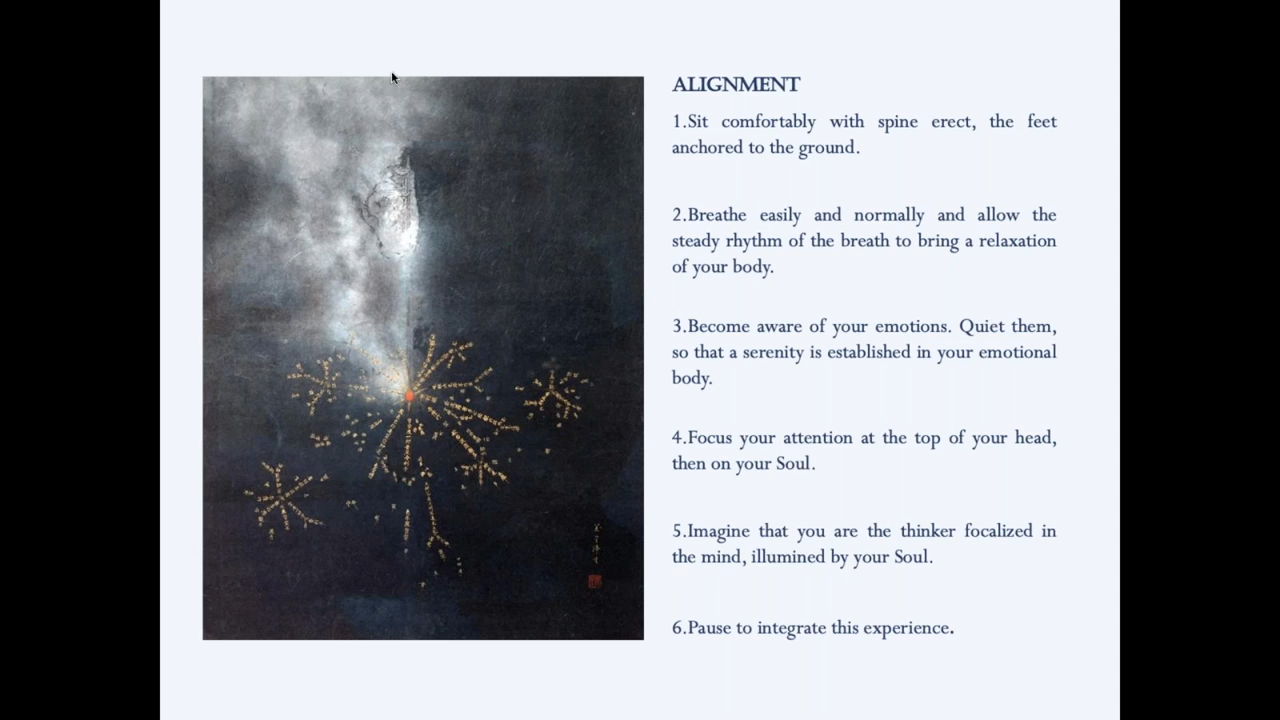 ALIGNMENT
1.Sit comfortably with spine erect, the feet
anchored to the ground.
2.Breathe easily and normally and allow the
steady rhythm of the breath to bring a relaxation
of your body.
3.Become aware of your emotions. Quiet them,
so that a serenity is established in your emotional
body.
4.Focus your attention at the top of your head,
then on your Soul.
5.Imagine that you are the thinker focalized in
the mind, illumined by your Soul.
6.Pause to integrate this experience.